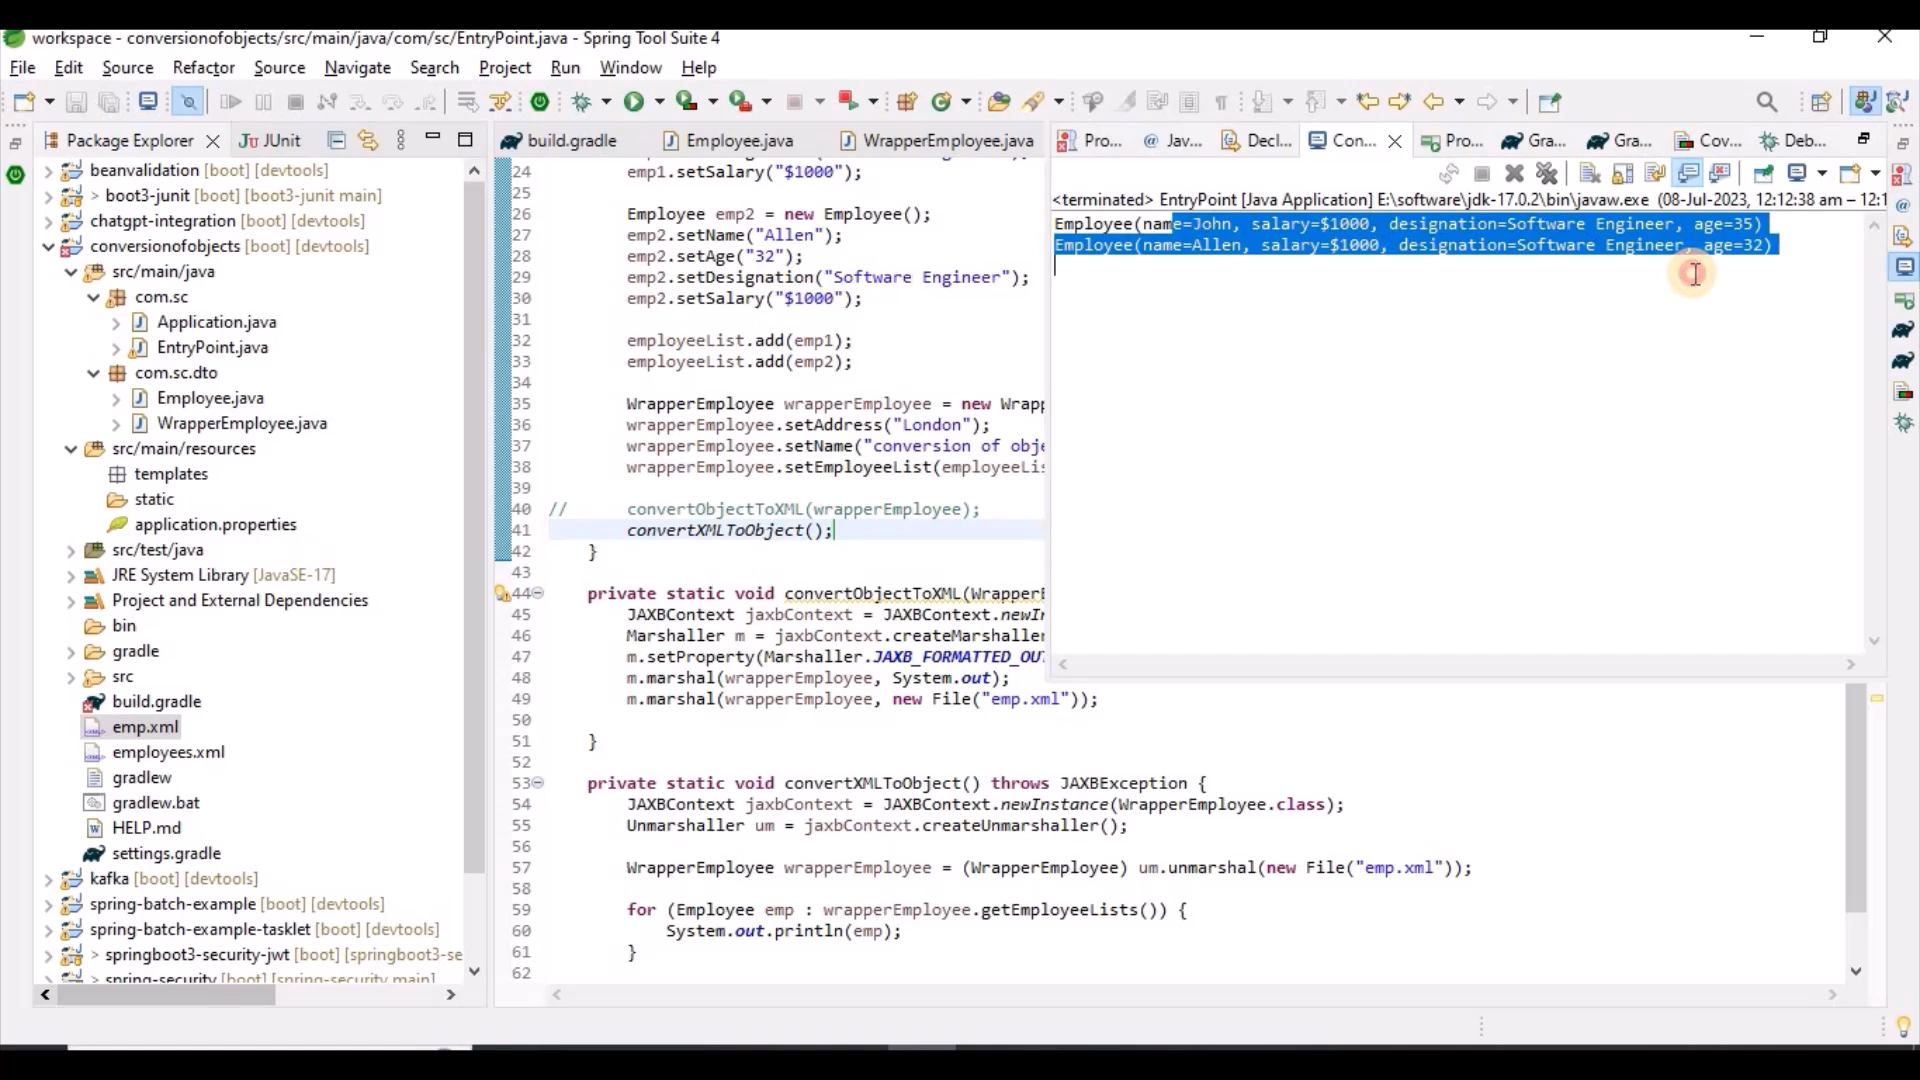 workspace - conversionofobjects/src/main/java/com/sc/EntryPoint.java - Spring Tool Suite 4
File Edit Source Refactor Source Navigate Search Project Run Window Help
Package Explorer JUnit
beanvalidation [boot] [devtools]
> boot3-junit [boot] [boot3-junit main]
chatgpt-integration [boot] [devtools]
conversionofobjects [boot] [devtools]
src/main/java
com.sc
Application.java
EntryPoint.java
com.sc.dto
Employee.java
WrapperEmployee.java
src/main/resources
templates
static
application.properties
src/test/java
JRE System Library [JavaSE-17]
Project and External Dependencies
bin
gradle
src
build.gradle
emp.xml
employees.xml
gradlew
gradlew.bat
HELP.md
settings.gradle
kafka [boot] [devtools]
spring-batch-example [boot] [devtools]
spring-batch-example-tasklet [boot] [devtools]
> springboot3-security-jwt [boot] [springboot3-se
build.gradle Employee.java WrapperEmployee.java
24 emp1.setSalary("$1000");
25
26 Employee emp2 = new Employee();
27 emp2.setName("Allen");
28 emp2.setAge("32");
29 emp2.setDesignation("Software Engineer");
30 emp2.setSalary("$1000");
31
32 employeeList.add(emp1);
33 employeeList.add(emp2);
34
35 WrapperEmployee wrapperEmployee = new Wrapp
36 wrapperEmployee.setAddress("London");
37 wrapperEmployee.setName("conversion of obje
38 wrapperEmployee.setEmployeeList(employeeLis
39
40 // convertObjectToXML(wrapperEmployee);
41 convertXMLToObject();
42 }
43
44 private static void convertObjectToXML(WrapperE
45 JAXBContext jaxbContext = JAXBContext.newIn
46 Marshaller m = jaxbContext.createMarshaller
47 m.setProperty(Marshaller.JAXB_FORMATTED_OUT
48 m.marshal(wrapperEmployee, System.out);
49 m.marshal(wrapperEmployee, new File("emp.xml"));
50
51 }
52
53 private static void convertXMLToObject() throws JAXBException {
54 JAXBContext jaxbContext = JAXBContext.newInstance(WrapperEmployee.class);
55 Unmarshaller um = jaxbContext.createUnmarshaller();
56
57 WrapperEmployee wrapperEmployee = (WrapperEmployee) um.unmarshal(new File("emp.xml"));
58
59 for (Employee emp : wrapperEmployee.getEmployeeLists()) {
60 System.out.println(emp);
61 }
62
Pro... Jav... Decl... Con... Pro... Gra... Gra... Cov... Deb...
<terminated> EntryPoint [Java Application] E:\software\jdk-17.0.2\bin\javaw.exe (08-Jul-2023, 12:12:38 am – 12:1
Employee(name=John, salary=$1000, designation=Software Engineer, age=35)
Employee(name=Allen, salary=$1000, designation=Software Engineer, age=32)